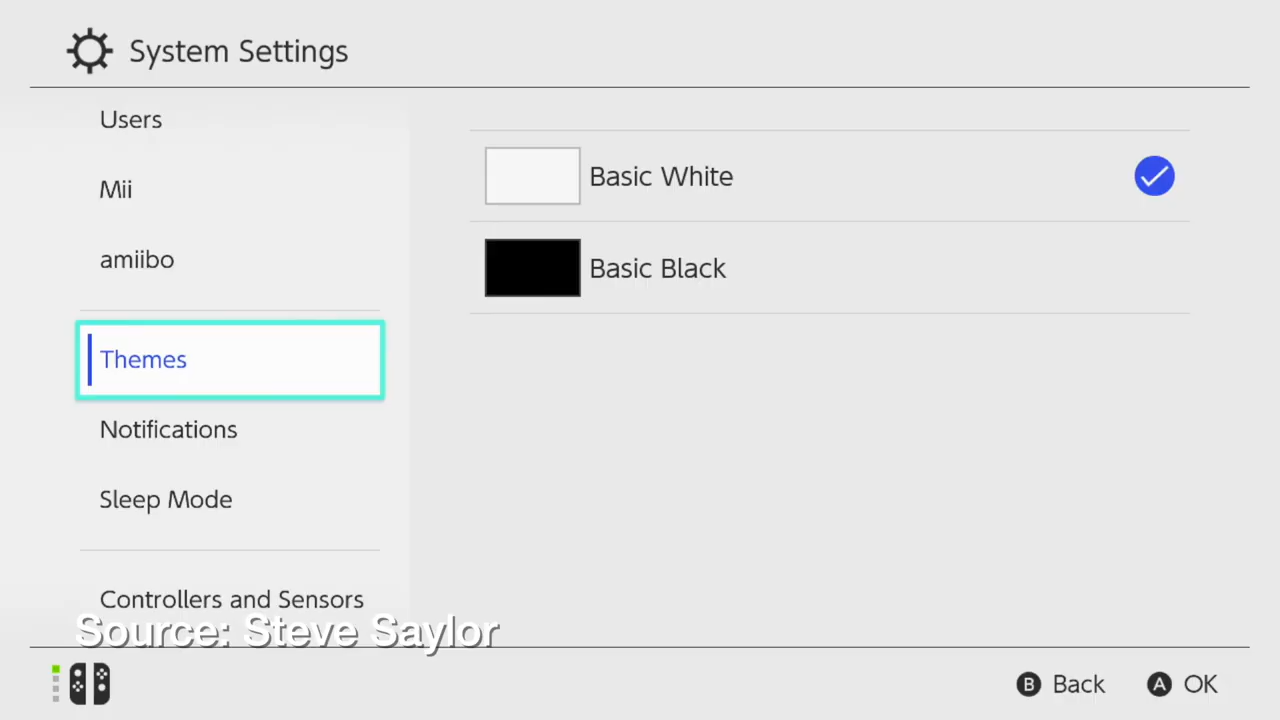 System Settings
Users
Mii
amiibo
Themes
Notifications
Sleep Mode
Controllers and Sensors
Basic White
Basic Black
Source: Steve Saylor
B Back
A OK